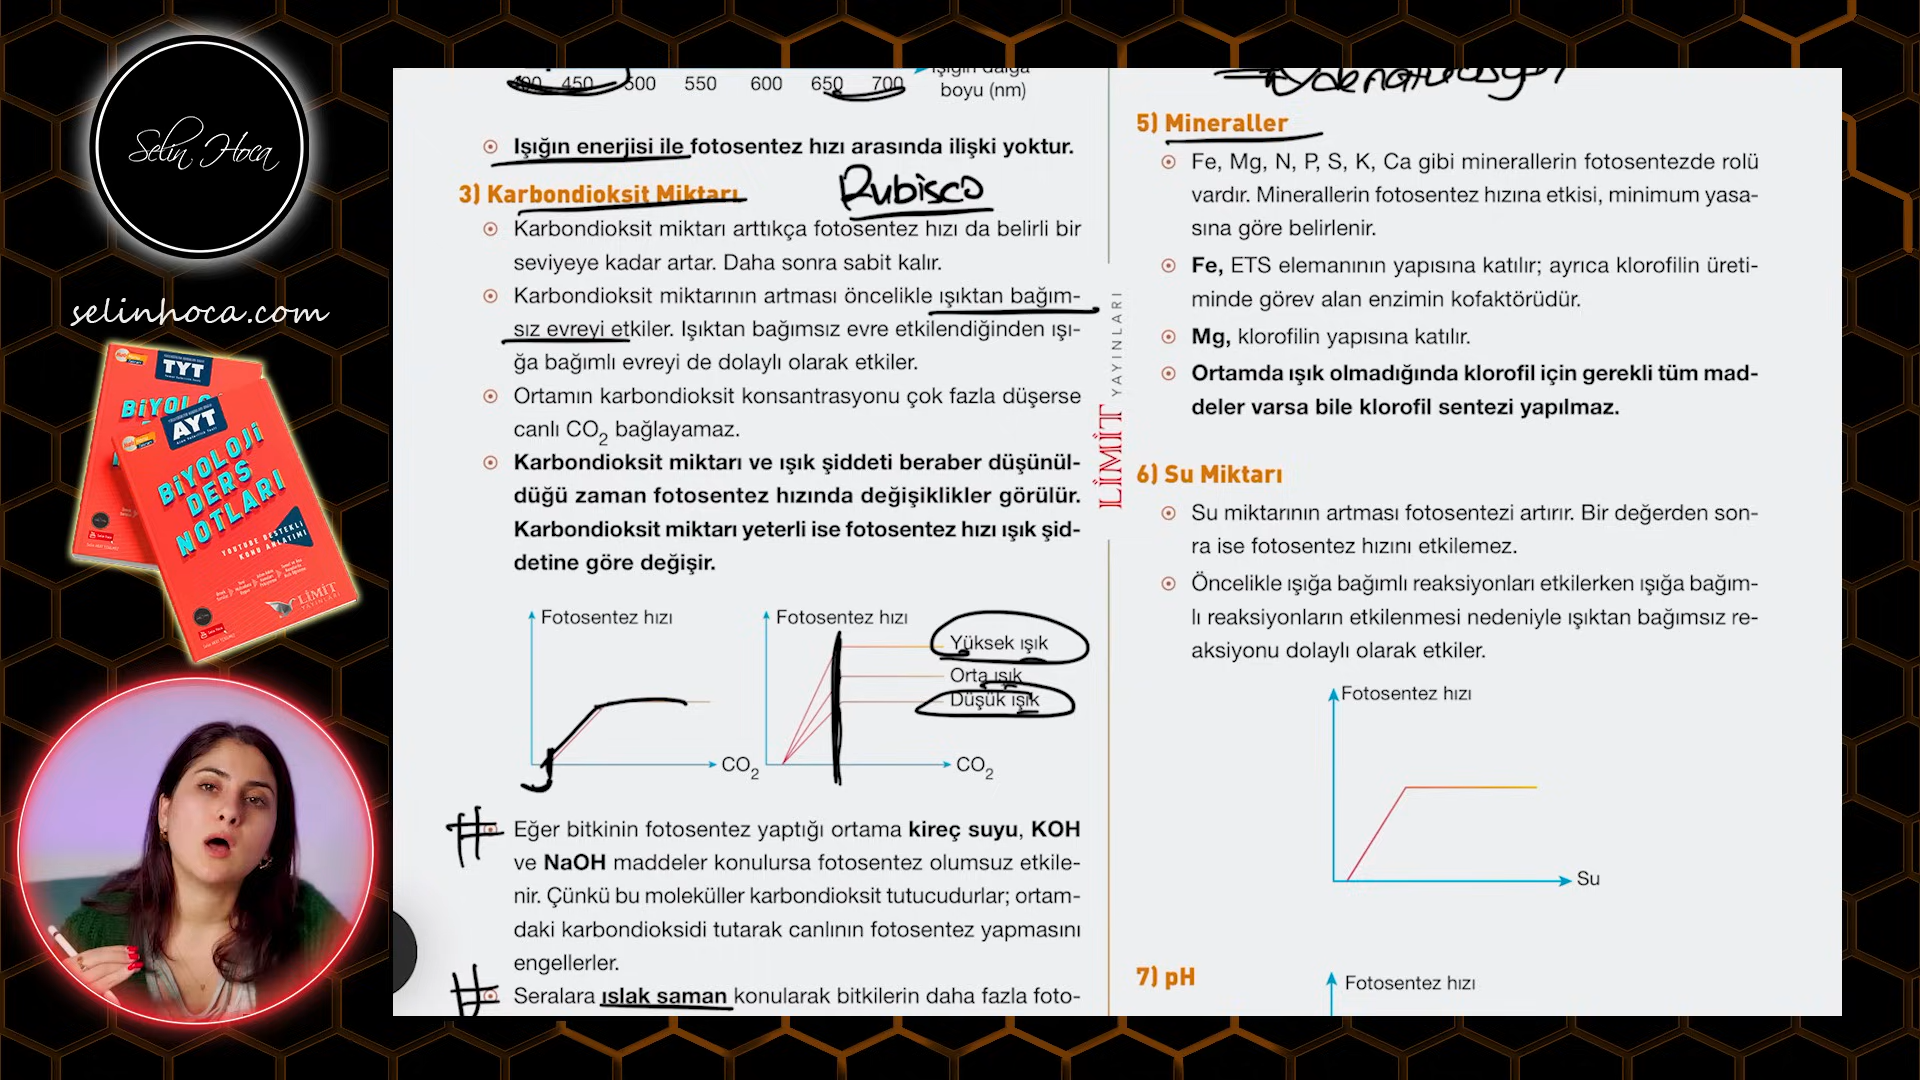 Selin Hoca
selinhoca.com
TYT
AYT
BİYOLOJİ
DERS
NOTLARI
YOUTUBE DESTEKLİ
KONU ANLATIMI
LİMİT
YAYINLARI
450 500 550 600 650 700
ışığın dalga
boyu (nm)
Işığın enerjisi ile fotosentez hızı arasında ilişki yoktur.
3) Karbondioksit Miktarı
Rubisco
Karbondioksit miktarı arttıkça fotosentez hızı da belirli bir
seviyeye kadar artar. Daha sonra sabit kalır.
Karbondioksit miktarının artması öncelikle ışıktan bağım-
sız evreyi etkiler. Işıktan bağımsız evre etkilendiğinden ışı-
ğa bağımlı evreyi de dolaylı olarak etkiler.
Ortamın karbondioksit konsantrasyonu çok fazla düşerse
canlı CO2 bağlayamaz.
Karbondioksit miktarı ve ışık şiddeti beraber düşünül-
düğü zaman fotosentez hızında değişiklikler görülür.
Karbondioksit miktarı yeterli ise fotosentez hızı ışık şid-
detine göre değişir.
Fotosentez hızı
CO2
Fotosentez hızı
Yüksek ışık
Orta ışık
Düşük ışık
CO2
Eğer bitkinin fotosentez yaptığı ortama kireç suyu, KOH
ve NaOH maddeler konulursa fotosentez olumsuz etkile-
nir. Çünkü bu moleküller karbondioksit tutucudurlar; ortam-
daki karbondioksidi tutarak canlının fotosentez yapmasını
engellerler.
Seralara ıslak saman konularak bitkilerin daha fazla foto-
LİMİT YAYINLARI
5) Mineraller
Fe, Mg, N, P, S, K, Ca gibi minerallerin fotosentezde rolü
vardır. Minerallerin fotosentez hızına etkisi, minimum yasa-
sına göre belirlenir.
Fe, ETS elemanının yapısına katılır; ayrıca klorofilin üreti-
minde görev alan enzimin kofaktörüdür.
Mg, klorofilin yapısına katılır.
Ortamda ışık olmadığında klorofil için gerekli tüm mad-
deler varsa bile klorofil sentezi yapılmaz.
6) Su Miktarı
Su miktarının artması fotosentezi artırır. Bir değerden son-
ra ise fotosentez hızını etkilemez.
Öncelikle ışığa bağımlı reaksiyonları etkilerken ışığa bağım-
lı reaksiyonların etkilenmesi nedeniyle ışıktan bağımsız re-
aksiyonu dolaylı olarak etkiler.
Fotosentez hızı
Su
7) pH
Fotosentez hızı